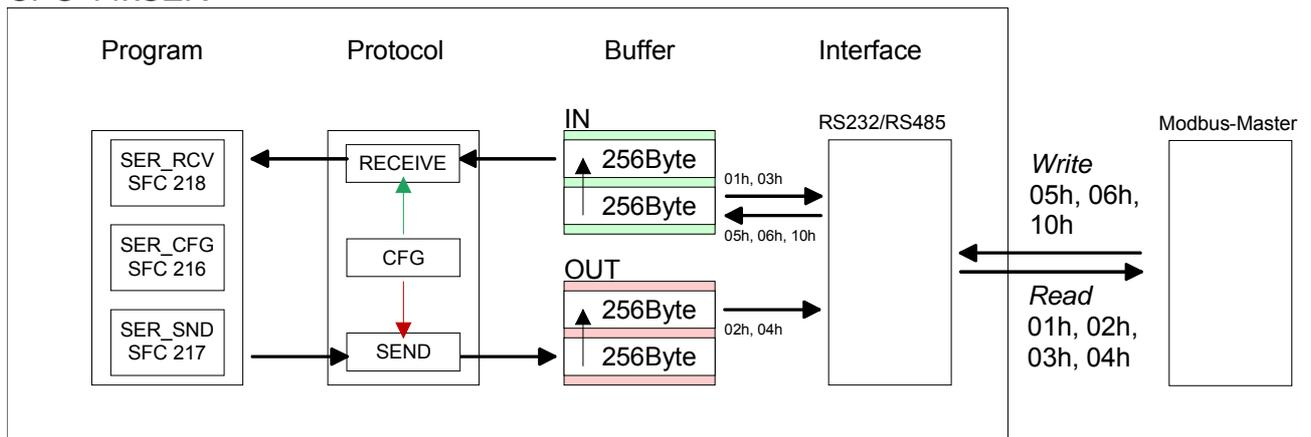 Program
Protocol
Buffer
Interface
IN
RS232/RS485
Modbus-Master
SER_RCV
SFC 218
RECEIVE
256Byte
256Byte
01h, 03h
05h, 06h, 10h
Write
05h, 06h,
10h
SER_CFG
SFC 216
CFG
OUT
256Byte
256Byte
02h, 04h
Read
01h, 02h,
03h, 04h
SER_SND
SFC 217
SEND